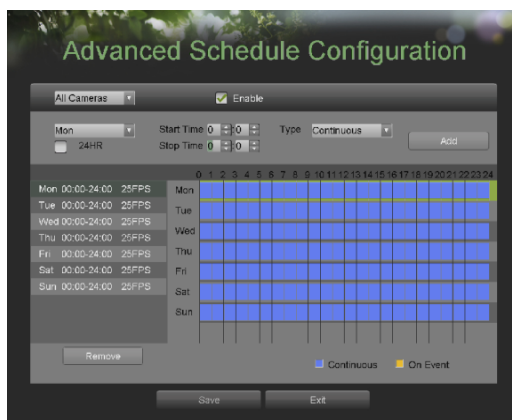 Advanced Schedule Configuration
All Cameras Enable
Mon Start Time 0 : 0 Type Continuous
24HR Stop Time 0 : 0 Add
0 1 2 3 4 5 6 7 8 9 10 11 12 13 14 15 16 17 18 19 20 21 22 23 24
Mon 00:00-24:00 25FPS Mon
Tue 00:00-24:00 25FPS Tue
Wed 00:00-24:00 25FPS Wed
Thu 00:00-24:00 25FPS Thu
Fri 00:00-24:00 25FPS Fri
Sat 00:00-24:00 25FPS Sat
Sun 00:00-24:00 25FPS Sun
Remove Continuous On Event
Save Exit